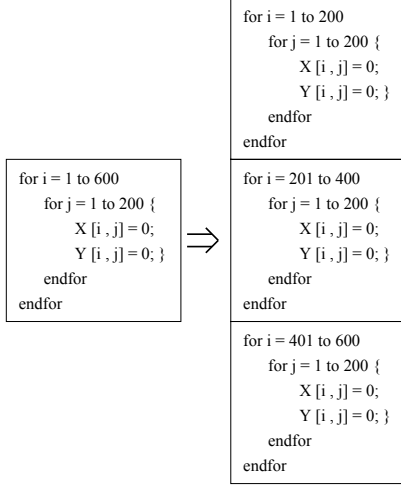 for i = 1 to 600
for j = 1 to 200 {
X [i , j] = 0;
Y [i , j] = 0; }
endfor
endfor
⇒
for i = 1 to 200
for j = 1 to 200 {
X [i , j] = 0;
Y [i , j] = 0; }
endfor
endfor
for i = 201 to 400
for j = 1 to 200 {
X [i , j] = 0;
Y [i , j] = 0; }
endfor
endfor
for i = 401 to 600
for j = 1 to 200 {
X [i , j] = 0;
Y [i , j] = 0; }
endfor
endfor